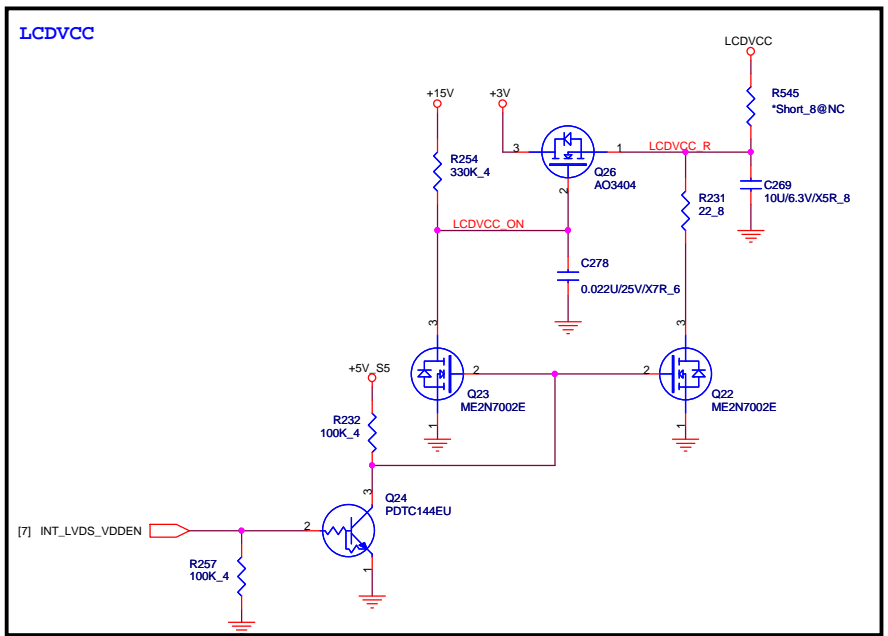 LCDVCC
LCDVCC
+15V
+3V
R545
*Short_8@NC
3
1
LCDVCC_R
R254
330K_4
Q26
AO3404
2
C269
10U/6.3V/X5R_8
R231
22_8
LCDVCC_ON
C278
0.022U/25V/X7R_6
3
3
+5V_S5
2
2
Q23
ME2N7002E
Q22
ME2N7002E
1
1
R232
100K_4
3
Q24
PDTC144EU
[7] INT_LVDS_VDDEN
2
R257
100K_4
1